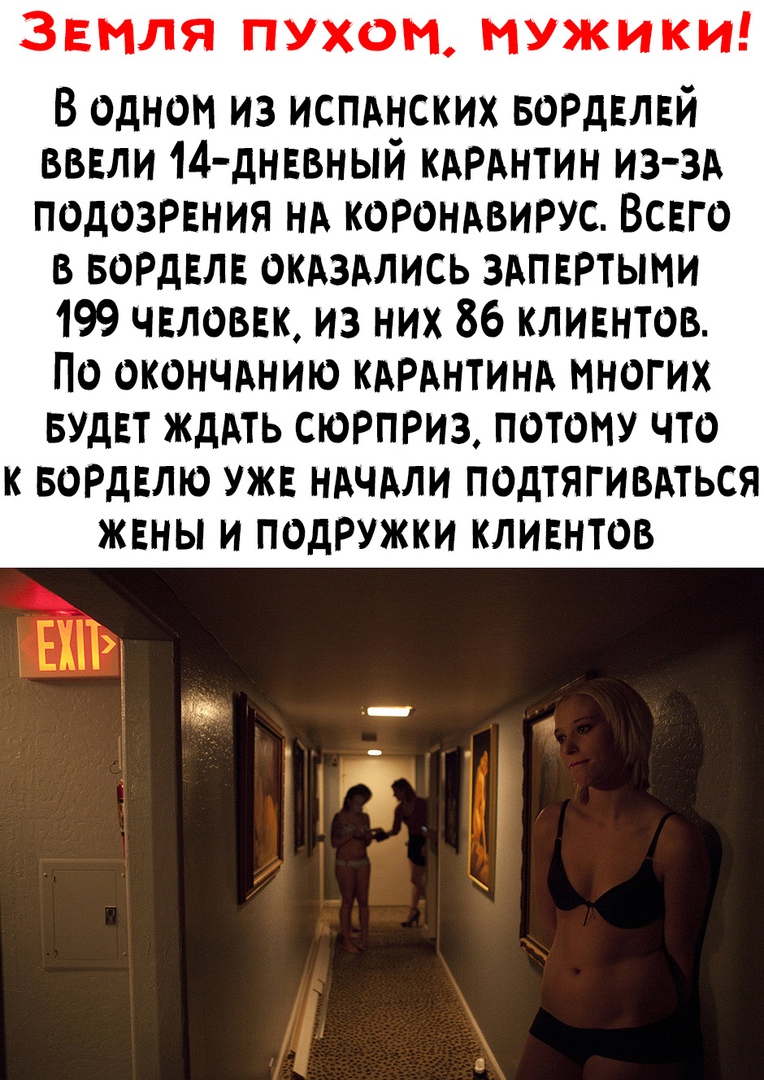 Земля пухом, мужики!
В одном из испанских борделей
ввели 14-дневный карантин из-за
подозрения на коронавирус. Всего
в борделе оказались запертыми
199 человек, из них 86 клиентов.
По окончанию карантина многих
будет ждать сюрприз, потому что
к борделю уже начали подтягиваться
жены и подружки клиентов
EXIT